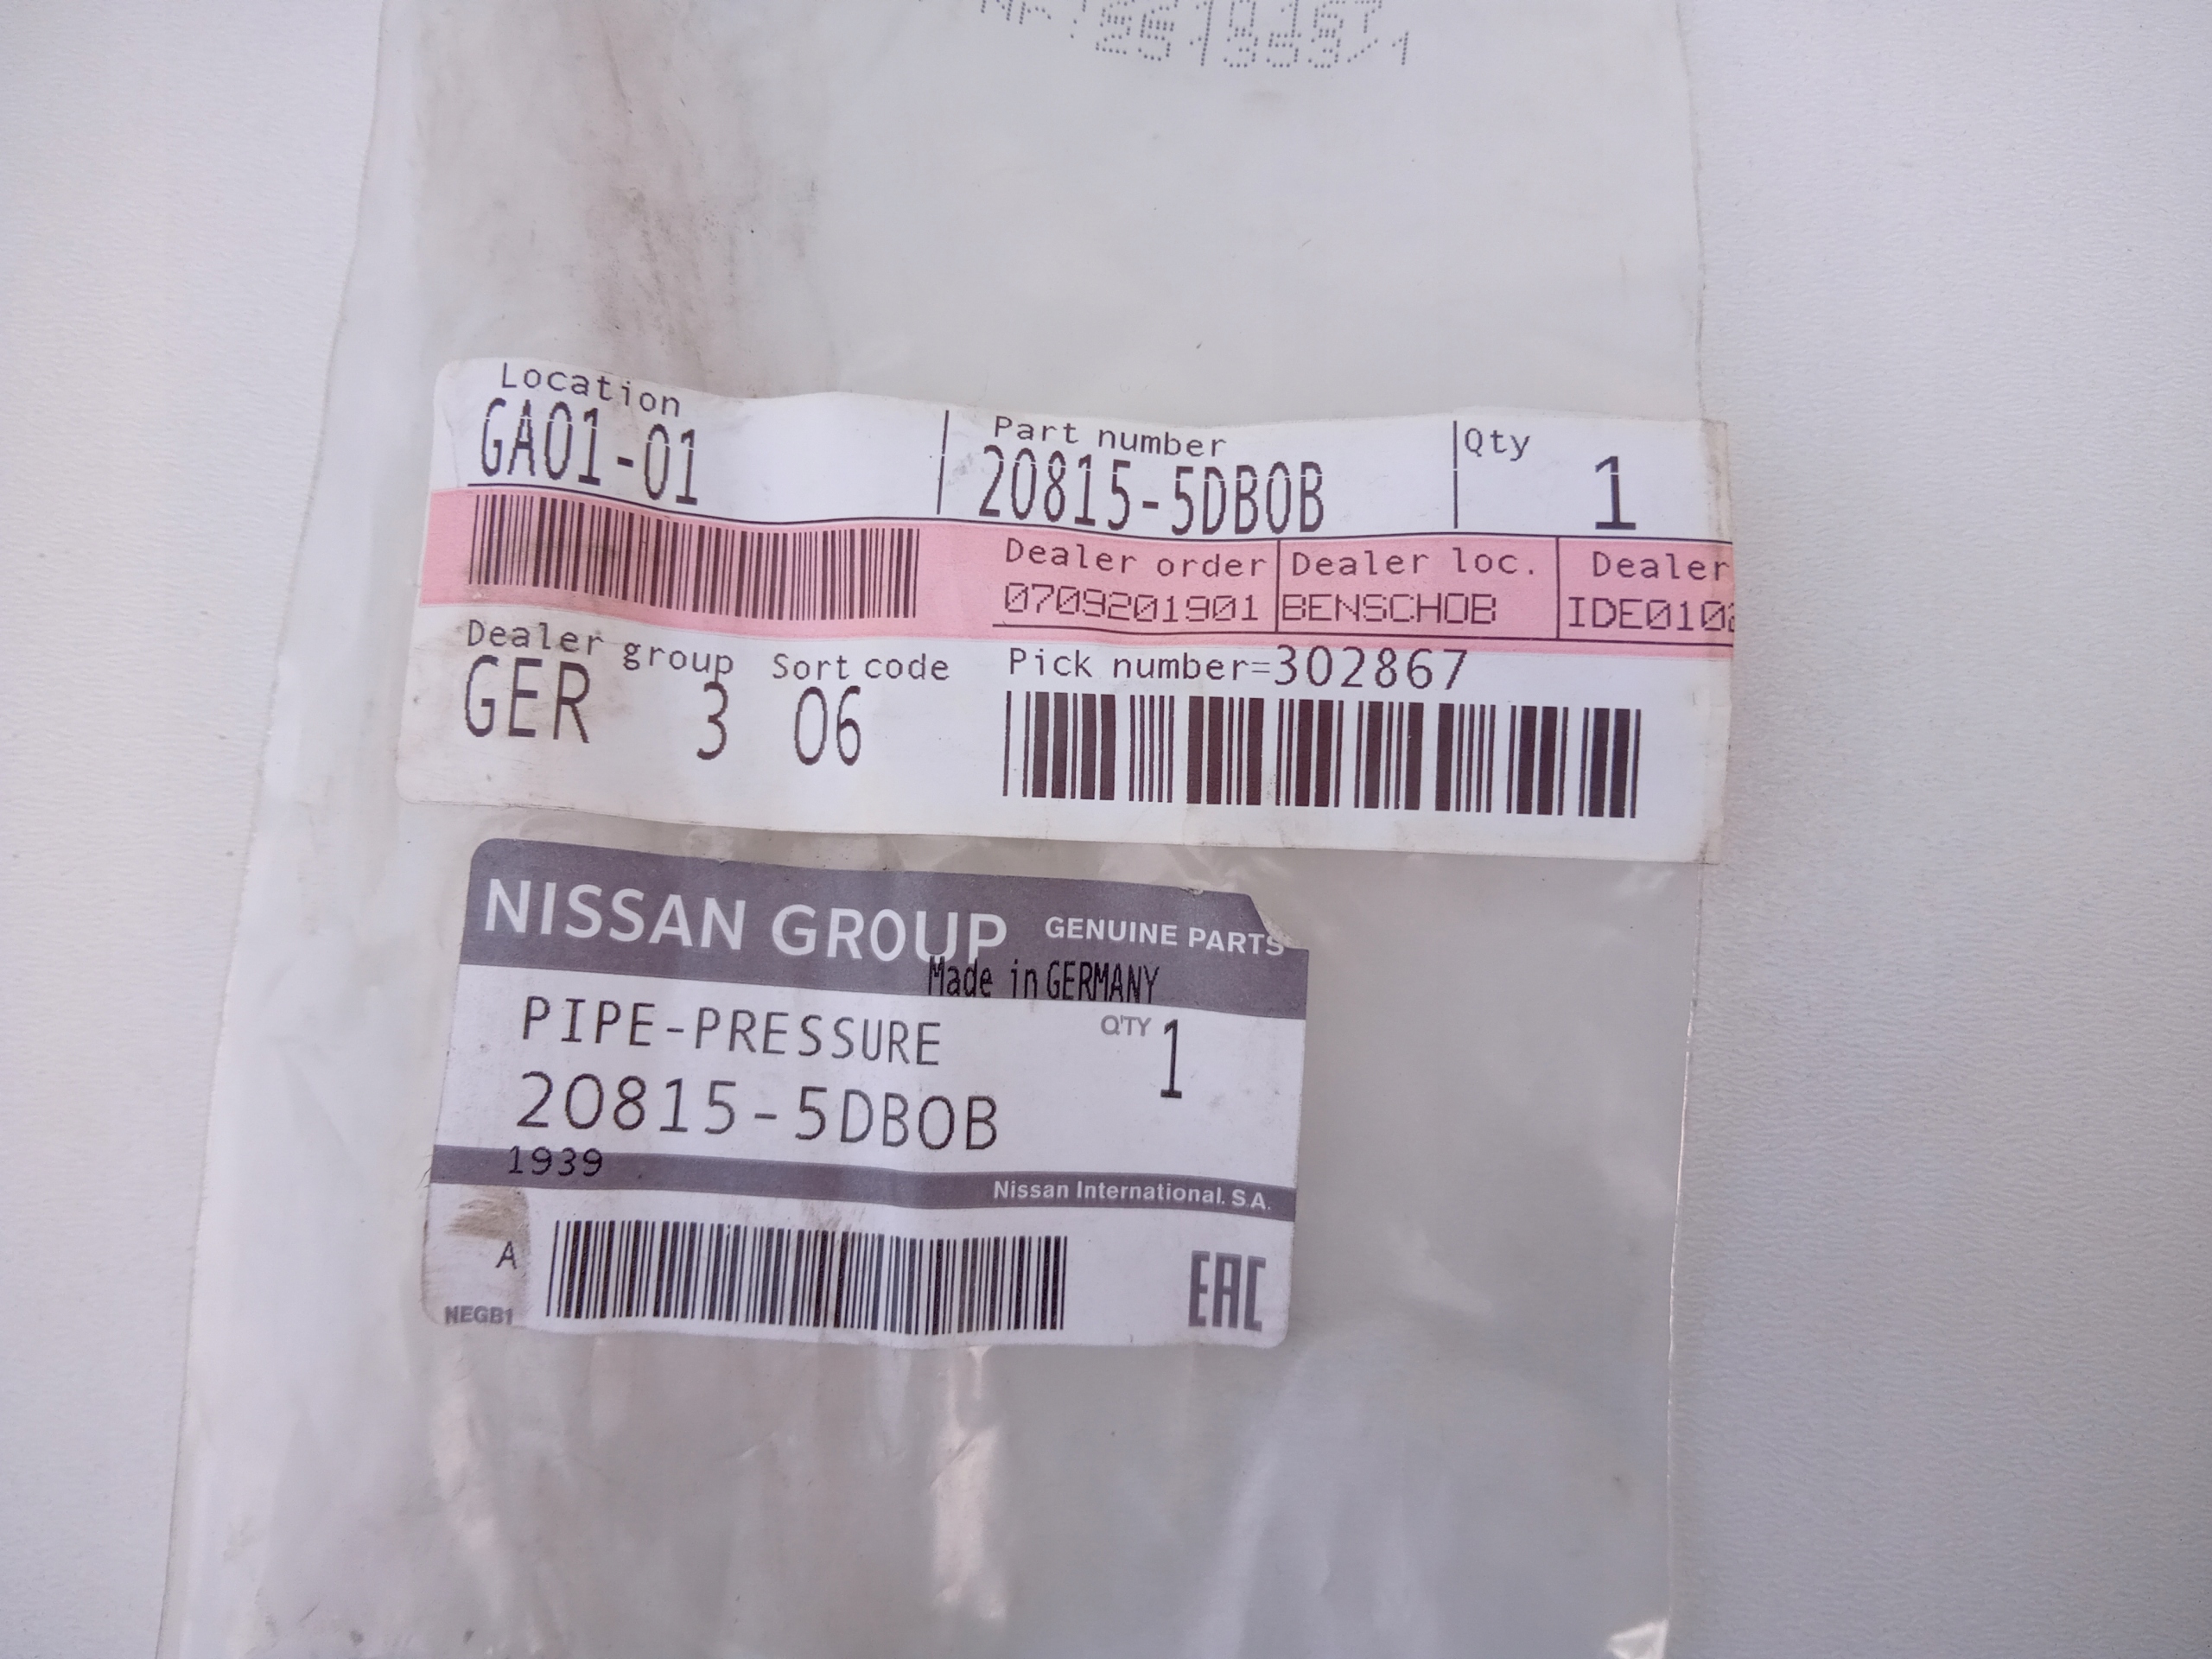 Location
GA01-01
Part number
20815-5DB0B
Qty
1
Dealer order
0709201901
Dealer loc.
BENSCHOB
Dealer
Dealer group
GER 3
Sort code
06
Pick number=302867
NISSAN GROUP GENUINE PARTS
Made in GERMANY
PIPE-PRESSURE
Q'TY 1
20815-5DB0B
1939
Nissan International. S.A.
A
NEGB1
EAC